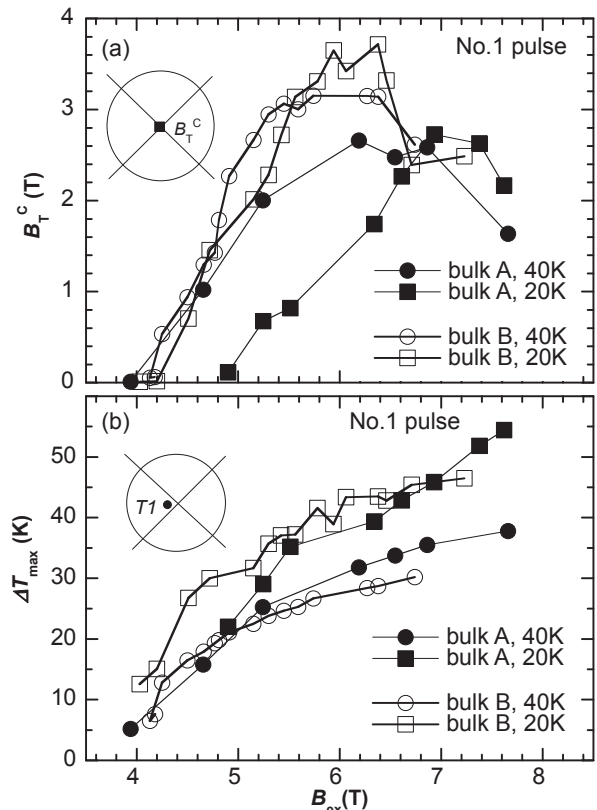 (a)
No.1 pulse
B_T^C
B_T^C (T)
4
3
2
1
0
bulk A, 40K
bulk A, 20K
bulk B, 40K
bulk B, 20K
(b)
No.1 pulse
T1
ΔT_max (K)
50
40
30
20
10
0
bulk A, 40K
bulk A, 20K
bulk B, 40K
bulk B, 20K
4 5 6 7 8
B_ex(T)